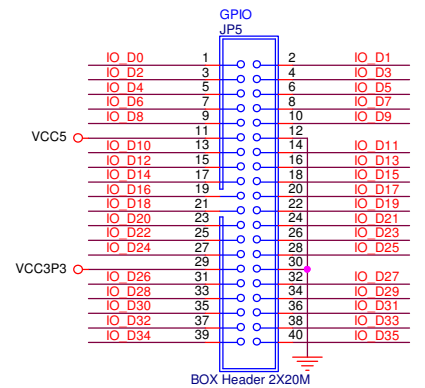 GPIO
JP5
IO_D0 1 2 IO_D1
IO_D2 3 4 IO_D3
IO_D4 5 6 IO_D5
IO_D6 7 8 IO_D7
IO_D8 9 10 IO_D9
VCC5 11 12
IO_D10 13 14 IO_D11
IO_D12 15 16 IO_D13
IO_D14 17 18 IO_D15
IO_D16 19 20 IO_D17
IO_D18 21 22 IO_D19
IO_D20 23 24 IO_D21
IO_D22 25 26 IO_D23
IO_D24 27 28 IO_D25
VCC3P3 29 30
IO_D26 31 32 IO_D27
IO_D28 33 34 IO_D29
IO_D30 35 36 IO_D31
IO_D32 37 38 IO_D33
IO_D34 39 40 IO_D35
BOX Header 2X20M